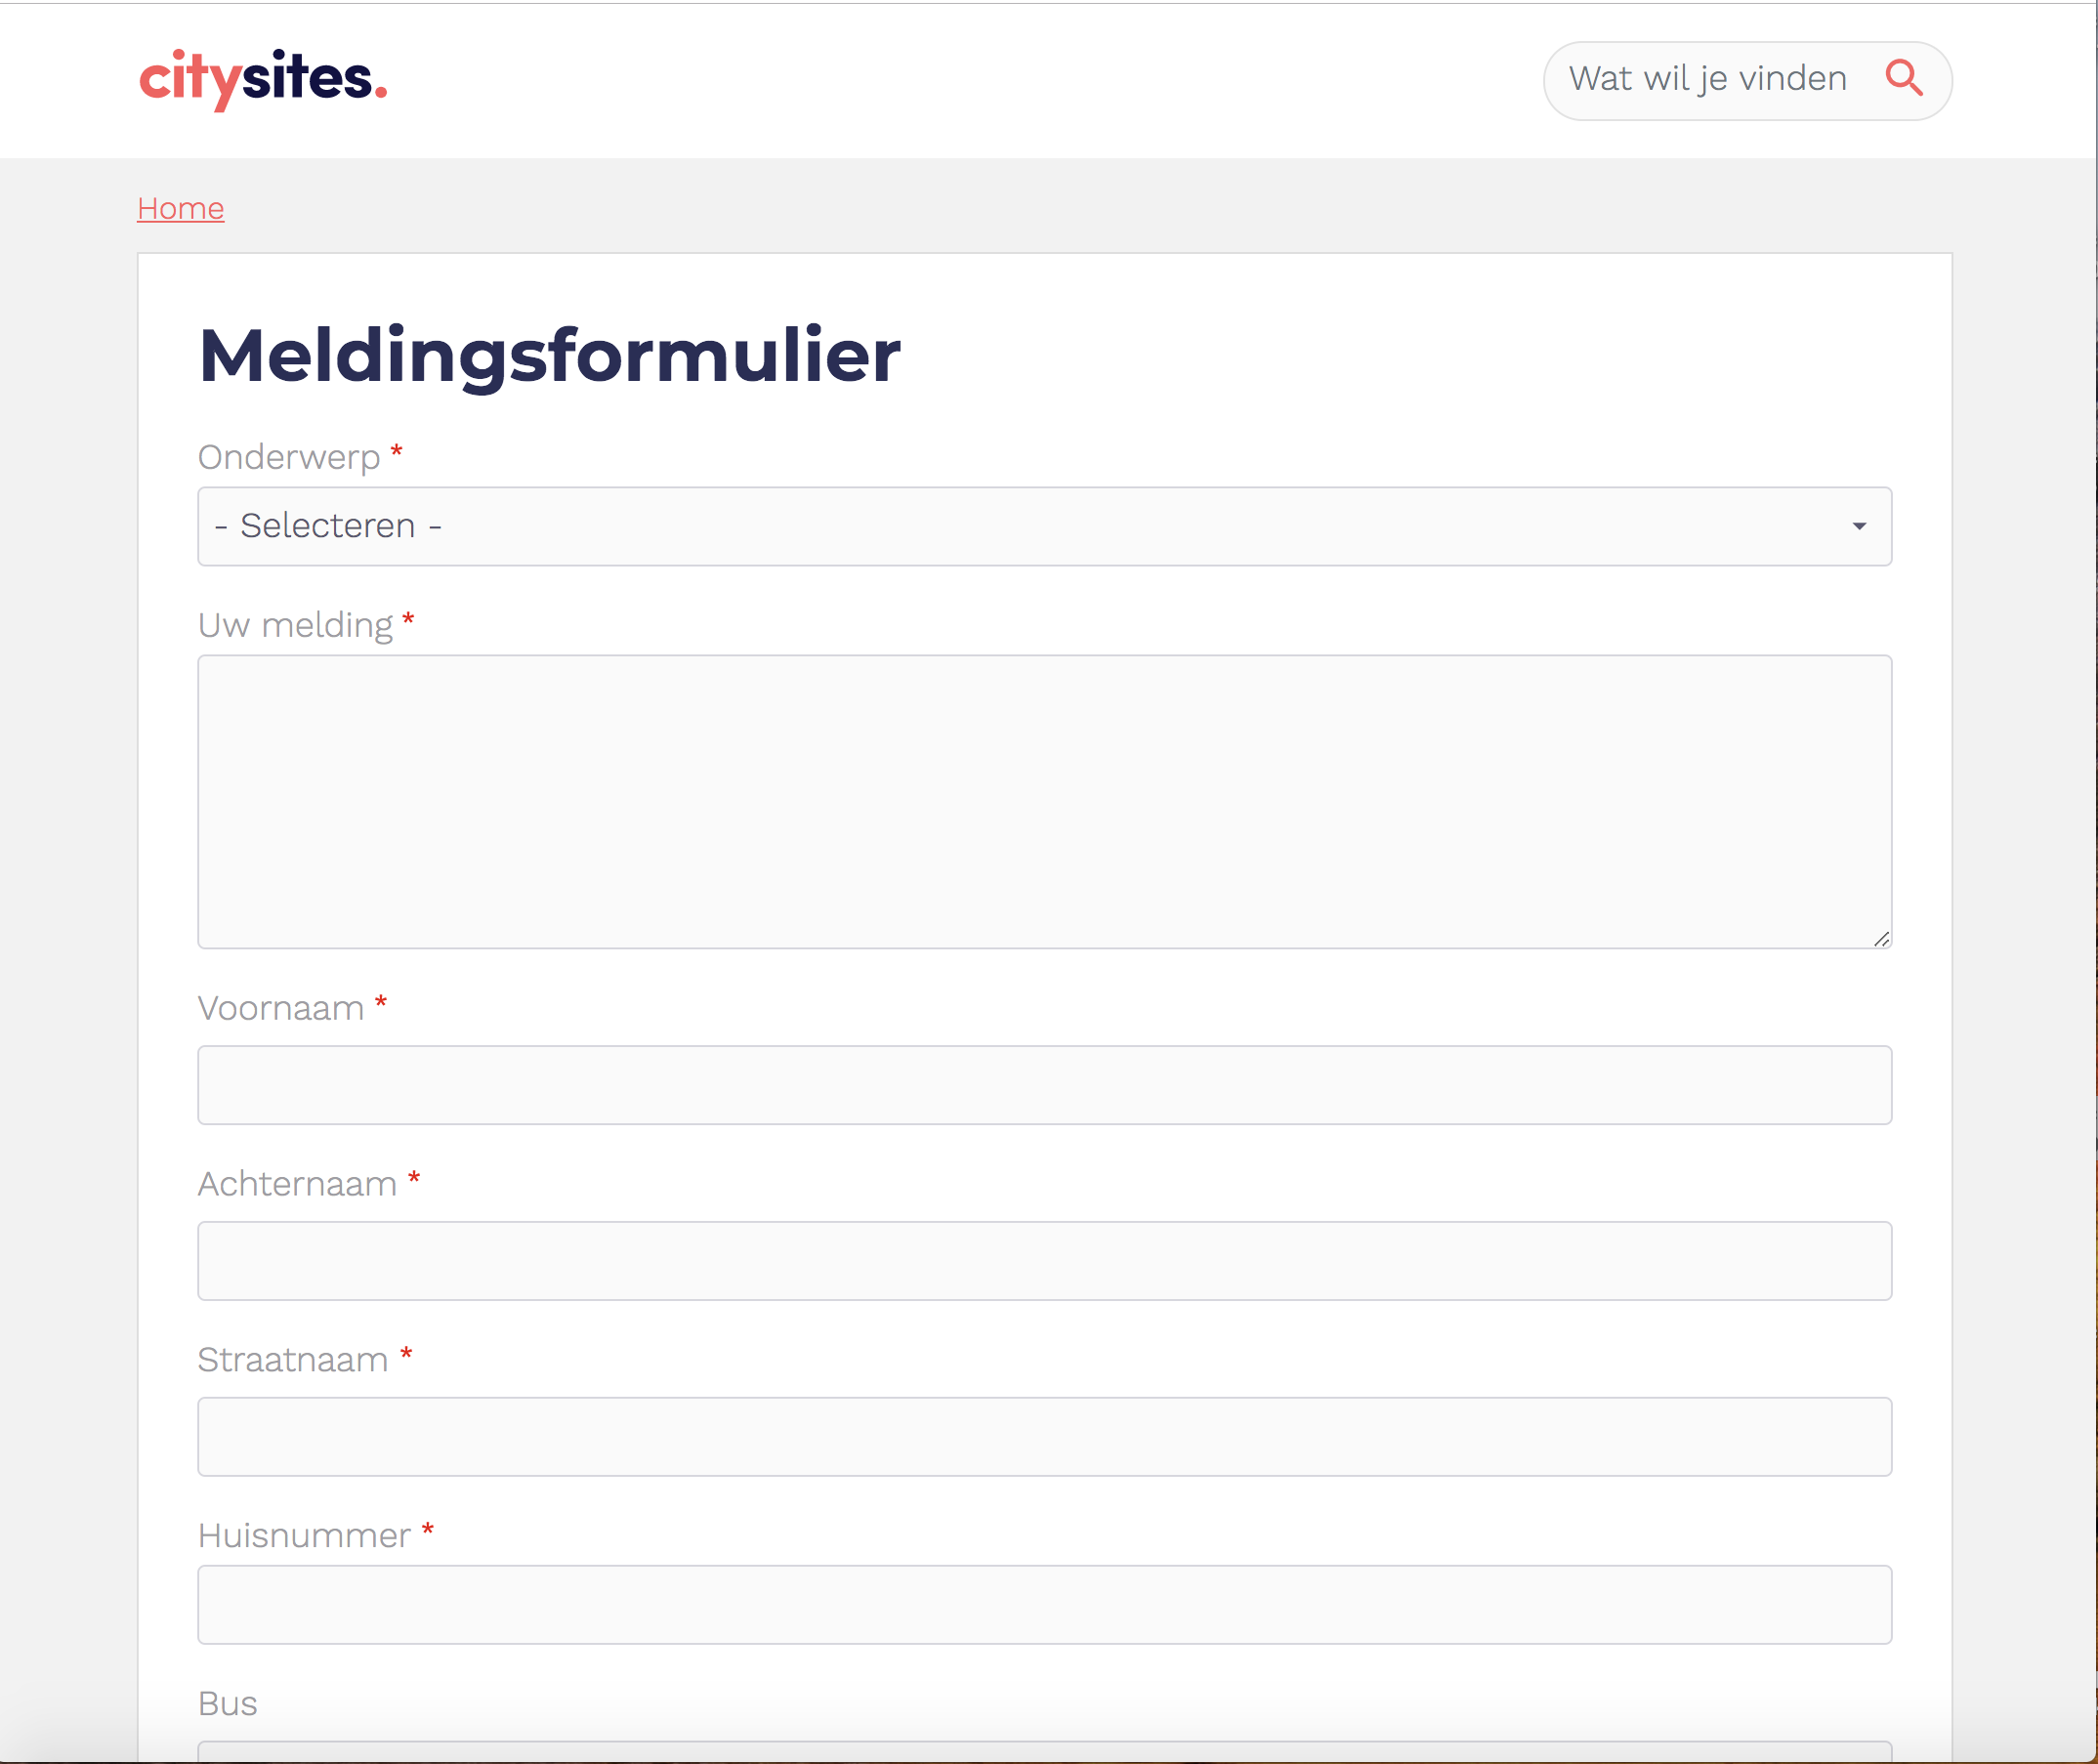 citysites.
Wat wil je vinden
Home
Meldingsformulier
Onderwerp *
- Selecteren -
Uw melding *
Voornaam *
Achternaam *
Straatnaam *
Huisnummer *
Bus